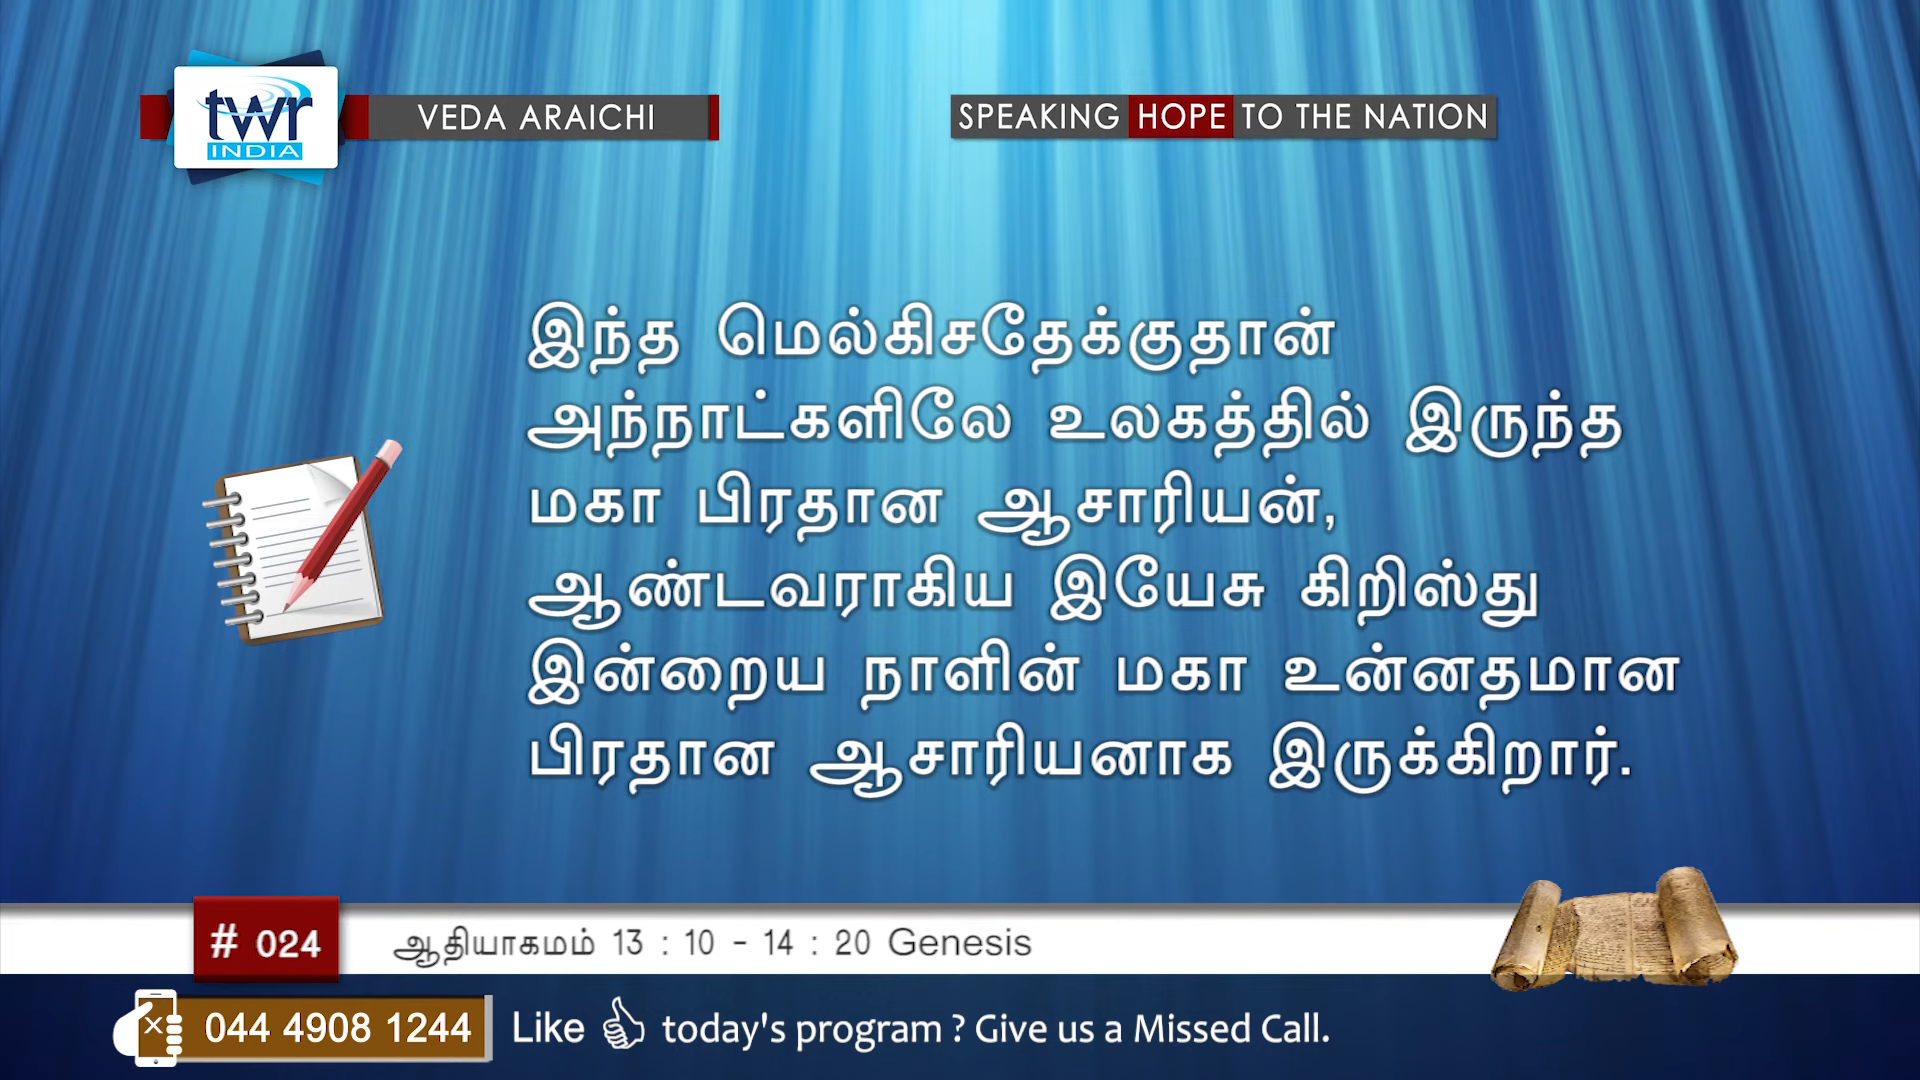 twr
INDIA
VEDA ARAICHI
SPEAKING HOPE TO THE NATION
இந்த மெல்கிசதேக்குதான்
அந்நாட்களிலே உலகத்தில் இருந்த
மகா பிரதான ஆசாரியன்,
ஆண்டவராகிய இயேசு கிறிஸ்து
இன்றைய நாளின் மகா உன்னதமான
பிரதான ஆசாரியனாக இருக்கிறார்.
# 024
ஆதியாகமம் 13 : 10 - 14 : 20 Genesis
044 4908 1244
Like today's program ? Give us a Missed Call.